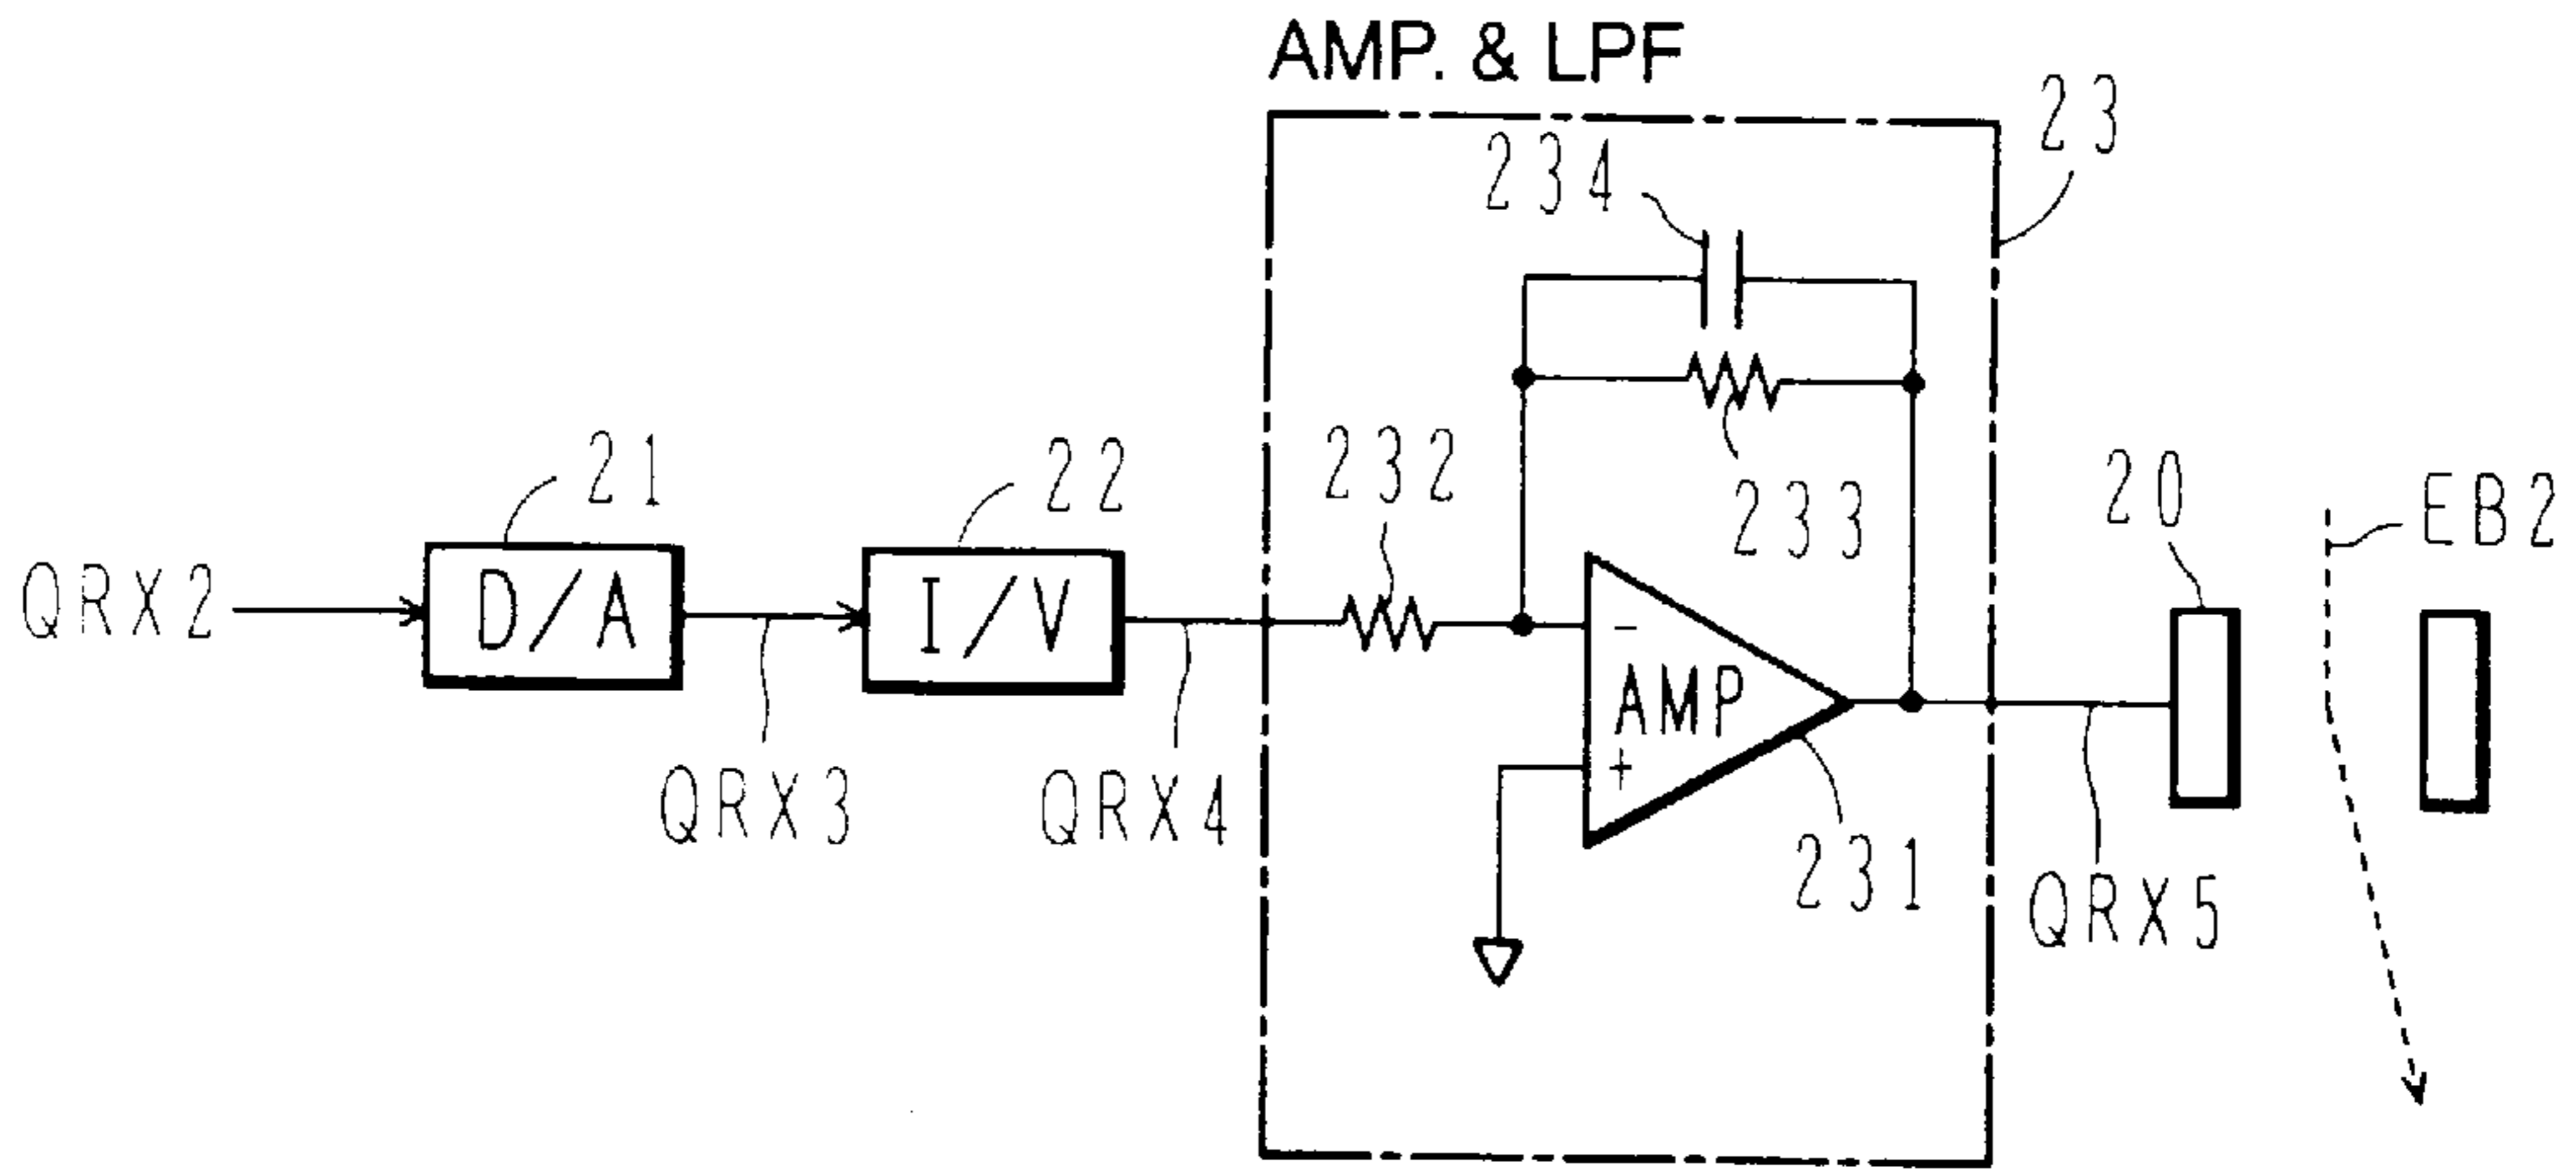 AMP. & LPF
23
234
233
232
21
22
20
EB2
QRX2
D/A
I/V
-
AMP
+
QRX3
QRX4
231
QRX5